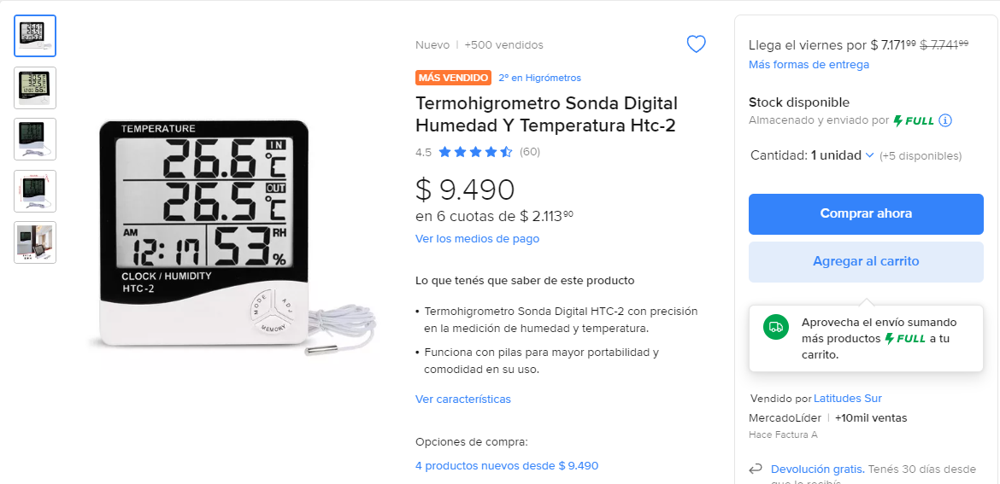 Nuevo | +500 vendidos
MÁS VENDIDO 2º en Higrómetros
Termohigrometro Sonda Digital
Humedad Y Temperatura Htc-2
4.5 (60)
$ 9.490
en 6 cuotas de $ 2.113⁹⁰
Ver los medios de pago
Lo que tenés que saber de este producto
• Termohigrometro Sonda Digital HTC-2 con precisión
en la medición de humedad y temperatura.
• Funciona con pilas para mayor portabilidad y
comodidad en su uso.
Ver características
Opciones de compra:
4 productos nuevos desde $ 9.490
TEMPERATURE
26.6 IN °C
26.5 OUT °C
AM 12:17 53 RH %
CLOCK / HUMIDITY
HTC-2
MODE ADJ
MEMORY
Llega el viernes por $ 7.171⁹⁹ $ 7.741⁹⁹
Más formas de entrega
Stock disponible
Almacenado y enviado por FULL
Cantidad: 1 unidad (+5 disponibles)
Comprar ahora
Agregar al carrito
Aprovecha el envío sumando
más productos FULL a tu
carrito.
Vendido por Latitudes Sur
MercadoLíder | +10mil ventas
Hace Factura A
Devolución gratis. Tenés 30 días desde
que lo recibís